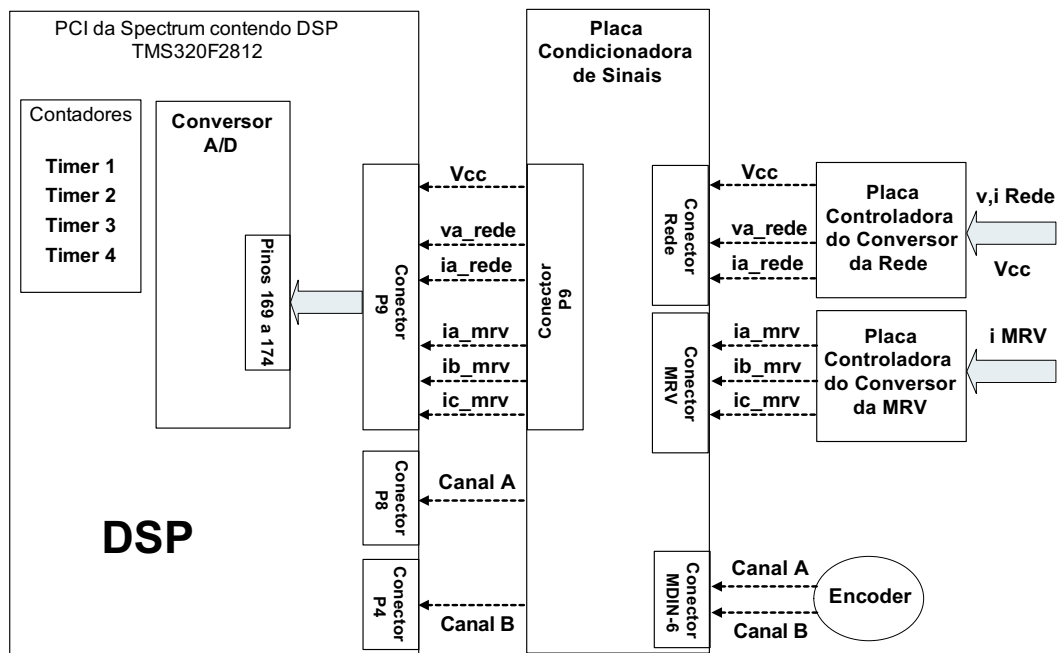 PCI da Spectrum contendo DSP
TMS320F2812
Contadores
Timer 1
Timer 2
Timer 3
Timer 4
Conversor
A/D
Pinos 169 a 174
Conector
P9
Vcc
va_rede
ia_rede
ia_mrv
ib_mrv
ic_mrv
Conector
P8
Canal A
Conector
P4
Canal B
DSP
Placa
Condicionadora
de Sinais
Conector
P9
Conector
Rede
Vcc
va_rede
ia_rede
Placa
Controladora
do Conversor
da Rede
v,i Rede
Vcc
Conector
MRV
ia_mrv
ib_mrv
ic_mrv
Placa
Controladora
do Conversor
da MRV
i MRV
Conector
MDIN-6
Canal A
Canal B
Encoder